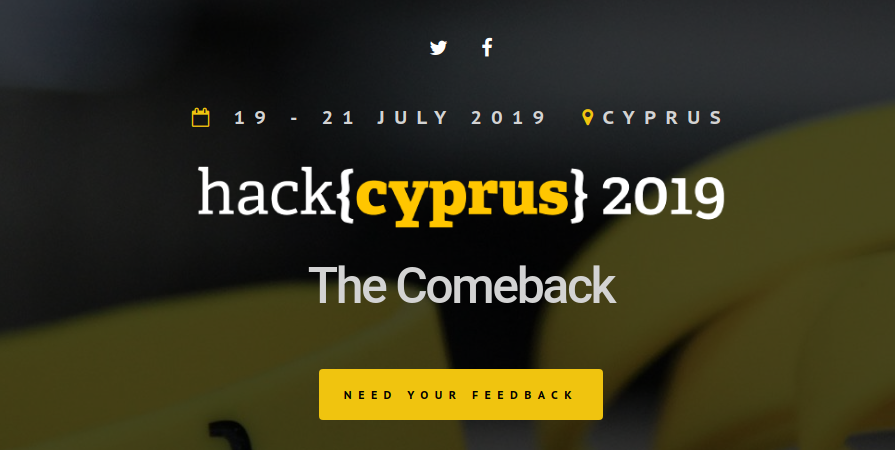 19 - 21 JULY 2019 CYPRUS
hack{cyprus} 2019
The Comeback
NEED YOUR FEEDBACK